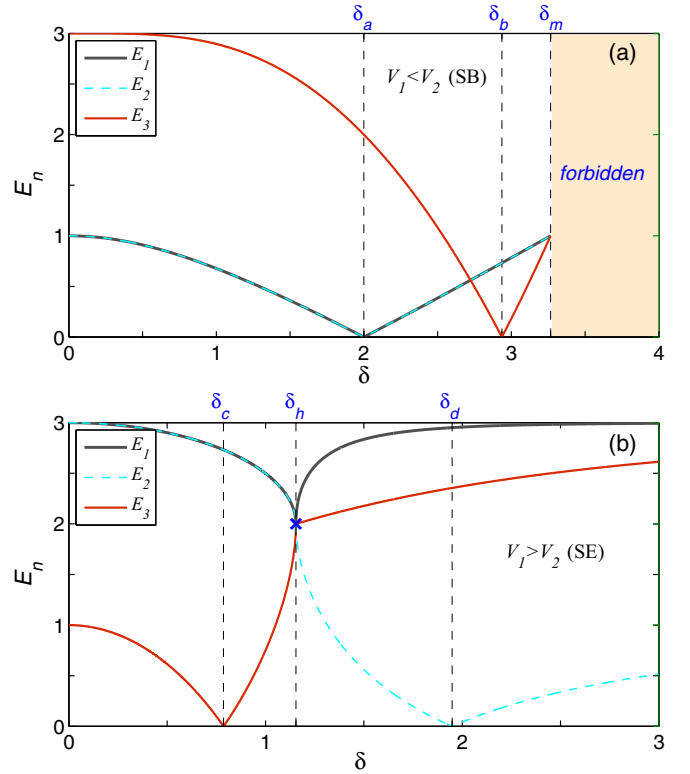 δa δb δm
3
(a)
E1
E2
E3
V1<V2 (SB)
2
En
forbidden
1
0
0 1 2 3 4
δ
δc δh δd
3
(b)
E1
E2
E3
2
En
V1>V2 (SE)
1
0
0 1 2 3
δ